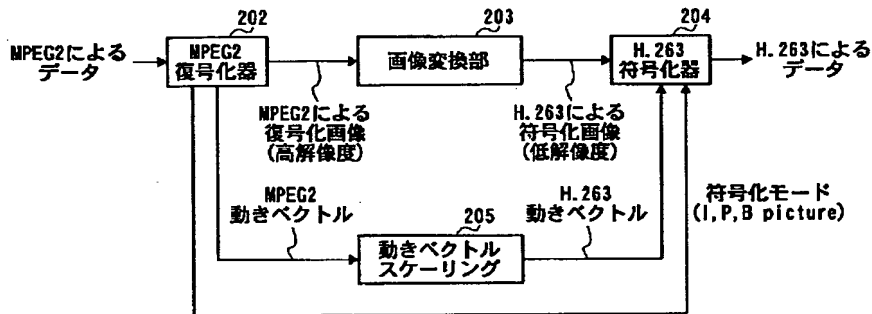 202
203
204
MPEG2による
データ
MPEG2
復号化器
画像変換部
H.263
符号化器
H.263による
データ
MPEG2による
復号化画像
(高解像度)
H.263による
符号化画像
(低解像度)
MPEG2
動きベクトル
205
H.263
動きベクトル
符号化モード
(I,P,B picture)
動きベクトル
スケーリング